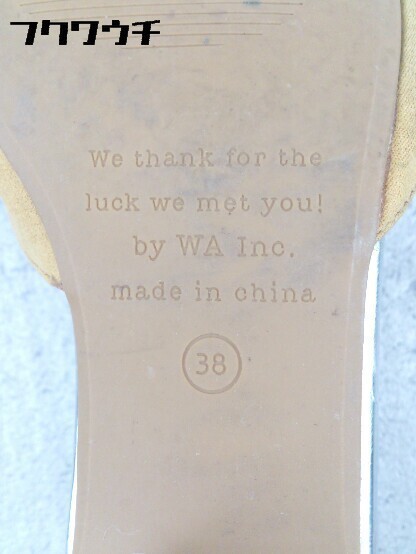 フクウウチ
We thank for the
luck we met you!
by WA Inc.
made in china
38